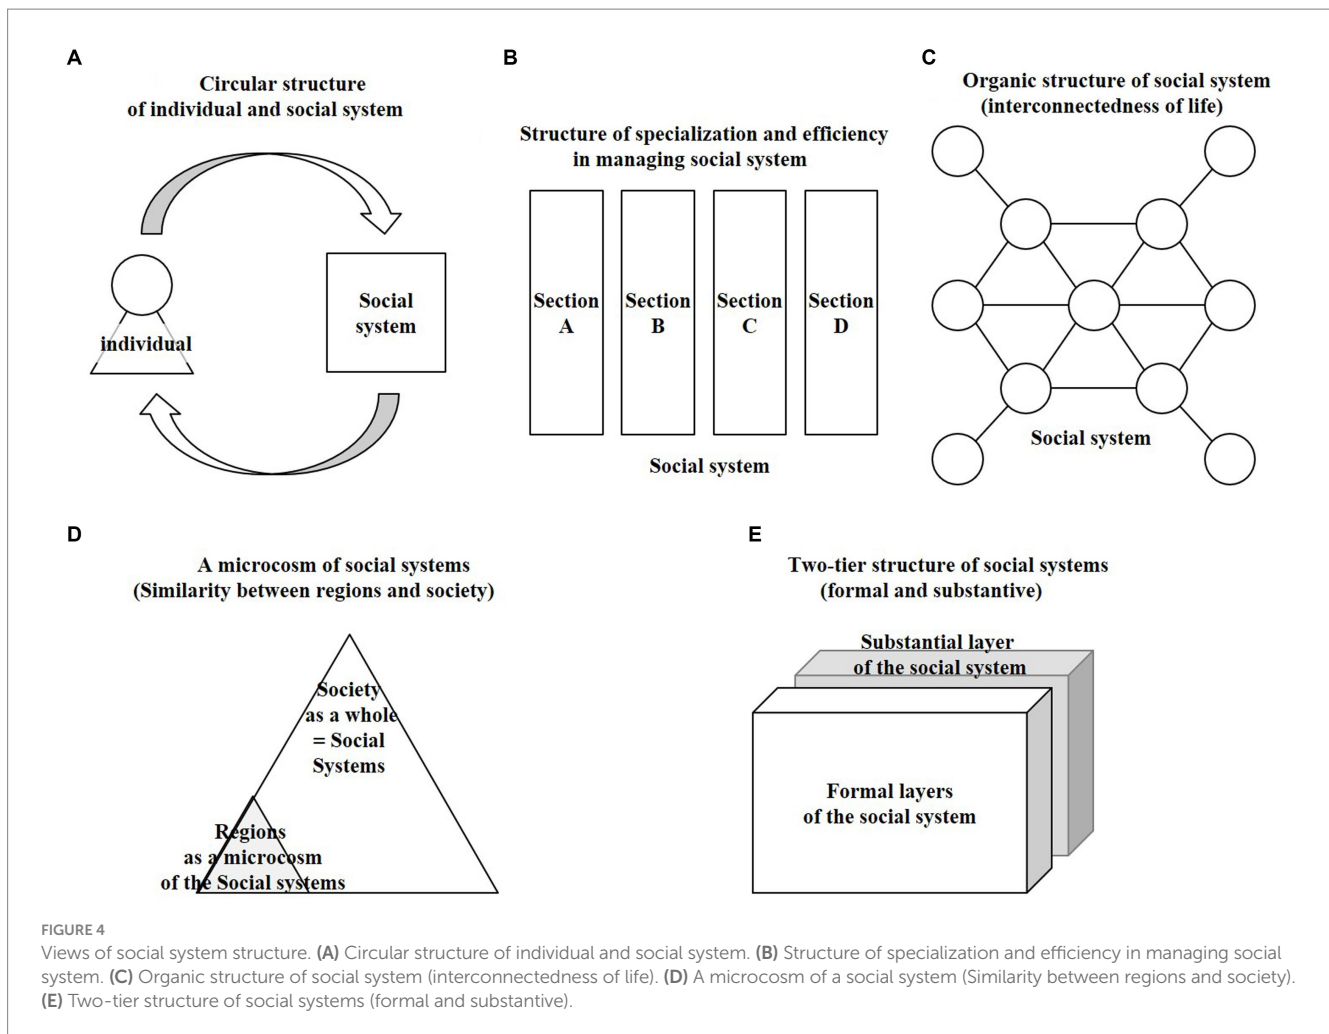 A
Circular structure
of individual and social system
individual
Social
system
B
Structure of specialization and efficiency
in managing social system
Section
A
Section
B
Section
C
Section
D
Social system
C
Organic structure of social system
(interconnectedness of life)
Social system
D
A microcosm of social systems
(Similarity between regions and society)
Society
as a whole
= Social
Systems
Regions
as a microcosm
of the Social systems
E
Two-tier structure of social systems
(formal and substantive)
Substantial layer
of the social system
Formal layers
of the social system
FIGURE 4
Views of social system structure. (A) Circular structure of individual and social system. (B) Structure of specialization and efficiency in managing social
system. (C) Organic structure of social system (interconnectedness of life). (D) A microcosm of a social system (Similarity between regions and society).
(E) Two-tier structure of social systems (formal and substantive).